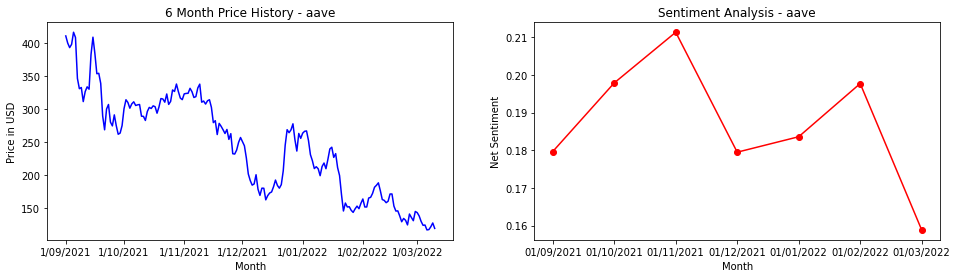 6 Month Price History - aave
Price in USD
400
350
300
250
200
150
1/09/2021 1/10/2021 1/11/2021 1/12/2021 1/01/2022 1/02/2022 1/03/2022
Month
Sentiment Analysis - aave
Net Sentiment
0.21
0.20
0.19
0.18
0.17
0.16
01/09/2021 01/10/2021 01/11/2021 01/12/2021 01/01/2022 01/02/2022 01/03/2022
Month